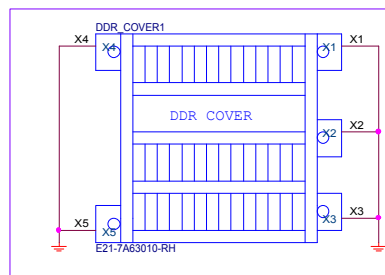 DDR_COVER1
X4
X4
X1
X1
DDR COVER
X2
X2
X5
X5
X3
X3
E21-7A63010-RH